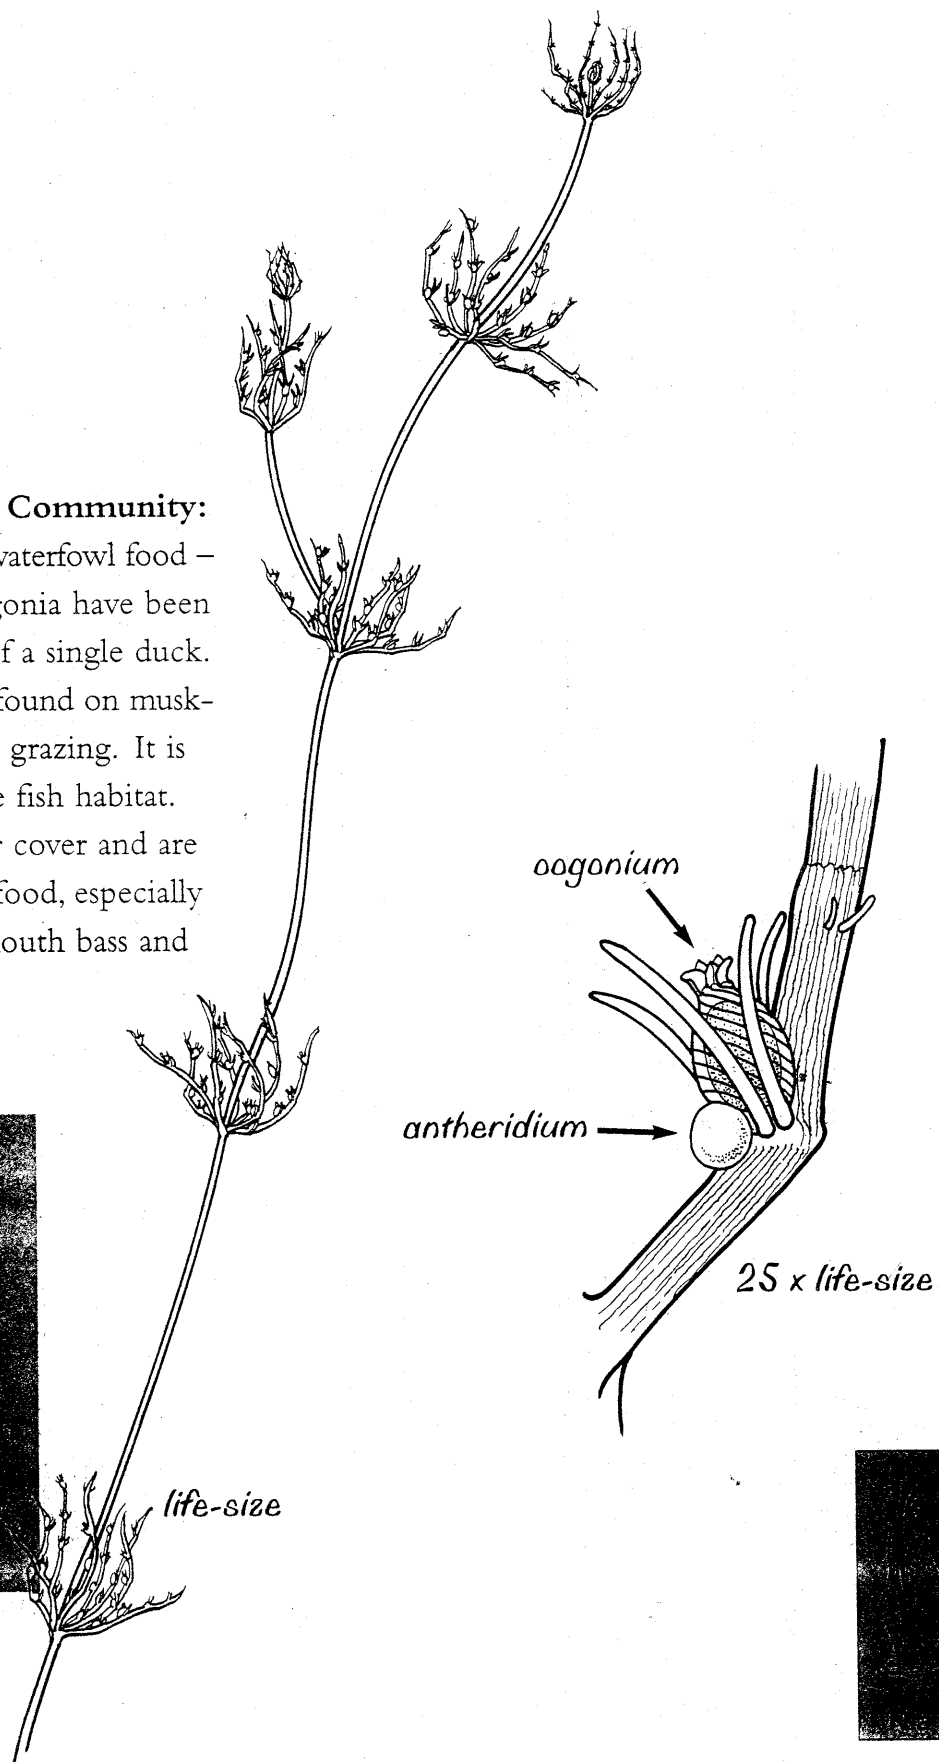 Community:
vaterfowl food –
gonia have been
f a single duck.
found on musk-
grazing. It is
e fish habitat.
r cover and are
food, especially
outh bass and
oogonium
antheridium
25 x life-size
life-size